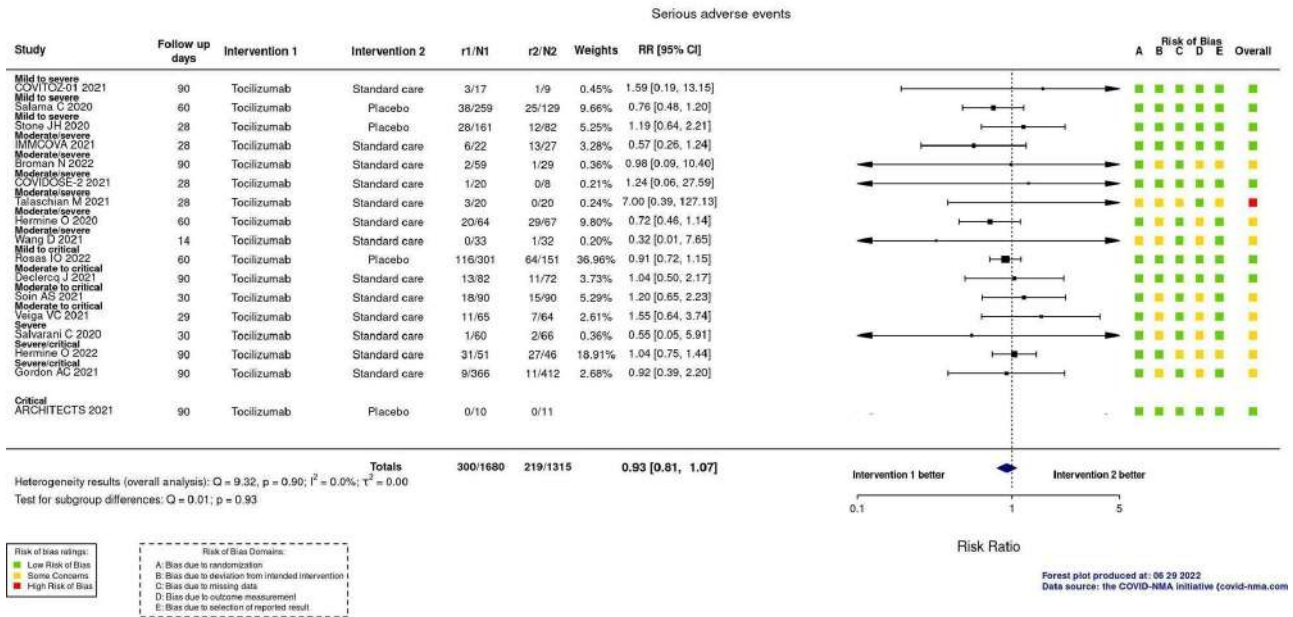 Serious adverse events
Study Follow up days Intervention 1 Intervention 2 r1/N1 r2/N2 Weights RR [95% CI] Risk of Bias A B C D E Overall
Mild to severe
COVITOZ-01 2021 90 Tocilizumab Standard care 3/17 1/9 0.45% 1.59 [0.19, 13.15]
Mild to severe
Salama C 2020 60 Tocilizumab Placebo 38/259 25/129 9.66% 0.76 [0.48, 1.20]
Mild to severe
Stone JH 2020 28 Tocilizumab Placebo 28/161 12/82 5.25% 1.19 [0.64, 2.21]
Moderate/severe
IMMCOVA 2021 28 Tocilizumab Standard care 6/22 13/27 3.28% 0.57 [0.26, 1.24]
Moderate/severe
Broman N 2022 90 Tocilizumab Standard care 2/59 1/29 0.36% 0.98 [0.09, 10.40]
Moderate/severe
COVIDOSE-2 2021 28 Tocilizumab Standard care 1/20 0/8 0.21% 1.24 [0.06, 27.59]
Moderate/severe
Talaschian M 2021 28 Tocilizumab Standard care 3/20 0/20 0.24% 7.00 [0.39, 127.13]
Moderate/severe
Hermine O 2020 60 Tocilizumab Standard care 20/64 29/67 9.80% 0.72 [0.46, 1.14]
Moderate/severe
Wang D 2021 14 Tocilizumab Standard care 0/33 1/32 0.20% 0.32 [0.01, 7.65]
Mild to critical
Rosas IO 2022 60 Tocilizumab Placebo 116/301 64/151 36.96% 0.91 [0.72, 1.15]
Moderate to critical
Declercq J 2021 90 Tocilizumab Standard care 13/82 11/72 3.73% 1.04 [0.50, 2.17]
Moderate to critical
Soin AS 2021 30 Tocilizumab Standard care 18/90 15/90 5.29% 1.20 [0.65, 2.23]
Moderate to critical
Veiga VC 2021 29 Tocilizumab Standard care 11/65 7/64 2.61% 1.55 [0.64, 3.74]
Severe
Salvarani C 2020 30 Tocilizumab Standard care 1/60 2/66 0.36% 0.55 [0.05, 5.91]
Severe/critical
Hermine O 2022 90 Tocilizumab Standard care 31/51 27/46 18.91% 1.04 [0.75, 1.44]
Severe/critical
Gordon AC 2021 90 Tocilizumab Standard care 9/366 11/412 2.68% 0.92 [0.39, 2.20]
Critical
ARCHITECTS 2021 90 Tocilizumab Placebo 0/10 0/11
Totals 300/1680 219/1315 0.93 [0.81, 1.07]
Heterogeneity results (overall analysis): Q = 9.32, p = 0.90; I² = 0.0%; τ² = 0.00
Test for subgroup differences: Q = 0.01; p = 0.93
Intervention 1 better Intervention 2 better
0.1 1 5
Risk Ratio
Risk of bias ratings:
Low Risk of Bias
Some Concerns
High Risk of Bias
Risk of Bias Domains:
A: Bias due to randomization
B: Bias due to deviation from intended intervention
C: Bias due to missing data
D: Bias due to outcome measurement
E: Bias due to selection of reported result
Forest plot produced at: 06 29 2022
Data source: the COVID-NMA initiative (covid-nma.com